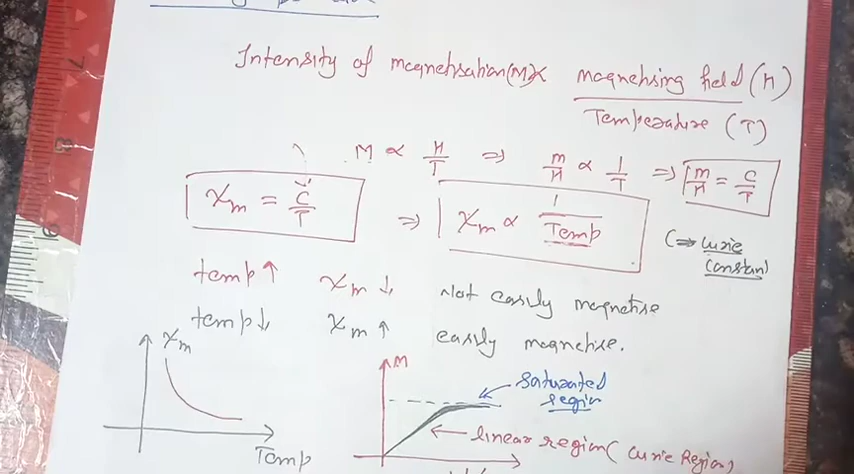 Intensity of magnetisation (M) ∝ magnetising field (H)
Temperature (T)
M ∝ H/T ⇒ m/H ∝ 1/T ⇒ m/H = C/T
χm = C/T ⇒ χm ∝ 1/Temp
C ⇒ curie
constant
temp ↑ χm ↓ Not easily magnetise
temp ↓ χm ↑ easily magnetise.
χm
Temp
M
saturated
region
linear region (curie Region)